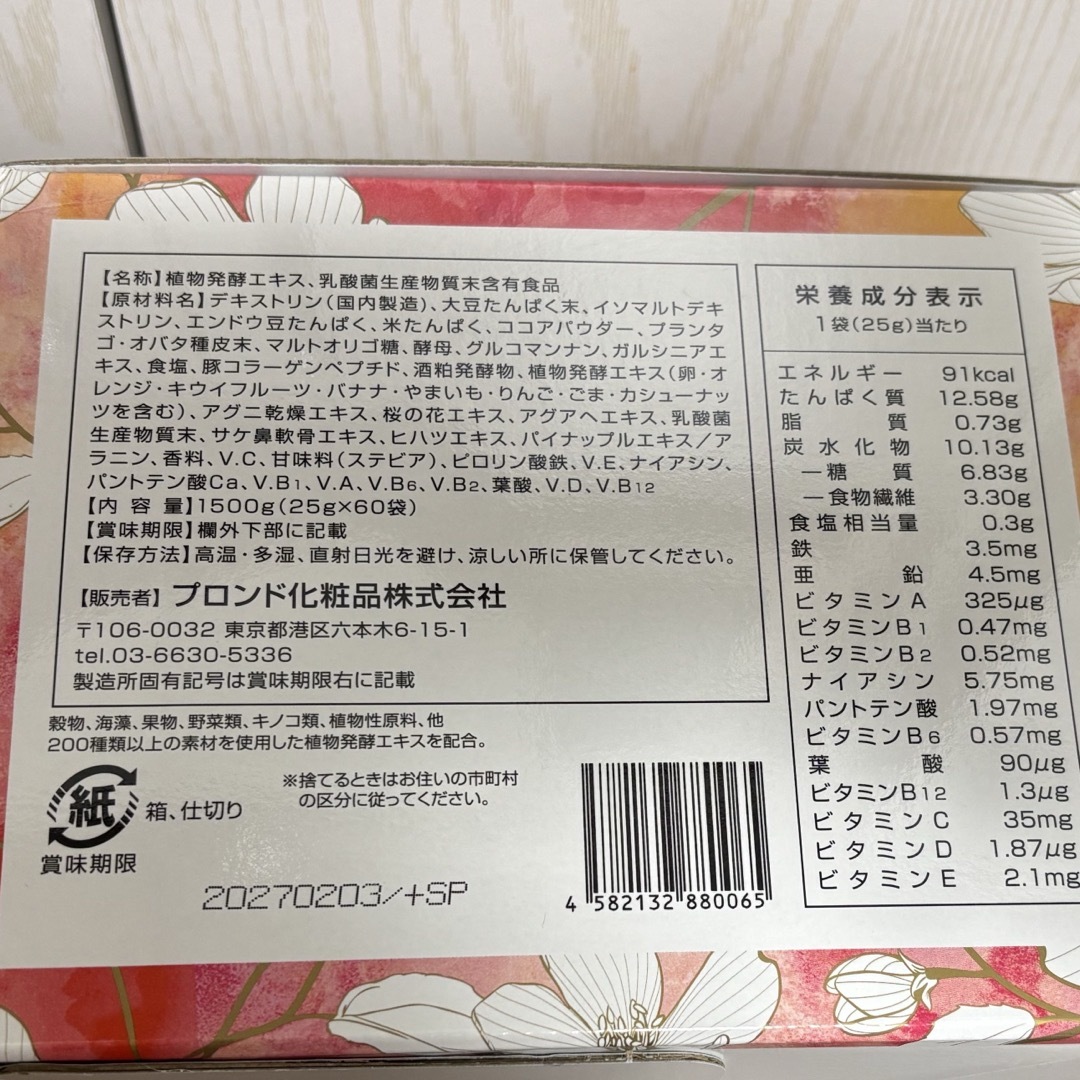 【名称】植物発酵エキス、乳酸菌生産物質末含有食品
【原材料名】デキストリン(国内製造)、大豆たんぱく末、イソマルトデキ
ストリン、エンドウ豆たんぱく、米たんぱく、ココアパウダー、プランタ
ゴ・オバタ種皮末、マルトオリゴ糖、酵母、グルコマンナン、ガルシニアエ
キス、食塩、豚コラーゲンペプチド、酒粕発酵物、植物発酵エキス(卵・オ
レンジ・キウイフルーツ・バナナ・やまいも・りんご・ごま・カシューナッ
ツを含む)、アグニ乾燥エキス、桜の花エキス、アグアヘエキス、乳酸菌
生産物質末、サケ鼻軟骨エキス、ヒハツエキス、パイナップルエキス/ア
ラニン、香料、V.C、甘味料(ステビア)、ピロリン酸鉄、V.E、ナイアシン、
パントテン酸Ca、V.B1、V.A、V.B6、V.B2、葉酸、V.D、V.B12
【内容量】1500g(25g×60袋)
【賞味期限】欄外下部に記載
【保存方法】高温・多湿、直射日光を避け、涼しい所に保管してください。
【販売者】プロンド化粧品株式会社
〒106-0032 東京都港区六本木6-15-1
tel.03-6630-5336
製造所固有記号は賞味期限右に記載
穀物、海藻、果物、野菜類、キノコ類、植物性原料、他
200種類以上の素材を使用した植物発酵エキスを配合。
紙 箱、仕切り
※捨てるときはお住いの市町村
の区分に従ってください。
賞味期限
20270203/+SP
4 582132 880065
栄養成分表示
1袋(25g)当たり
エネルギー 91kcal
たんぱく質 12.58g
脂質 0.73g
炭水化物 10.13g
―糖質 6.83g
―食物繊維 3.30g
食塩相当量 0.3g
鉄 3.5mg
亜鉛 4.5mg
ビタミンA 325μg
ビタミンB1 0.47mg
ビタミンB2 0.52mg
ナイアシン 5.75mg
パントテン酸 1.97mg
ビタミンB6 0.57mg
葉酸 90μg
ビタミンB12 1.3μg
ビタミンC 35mg
ビタミンD 1.87μg
ビタミンE 2.1mg